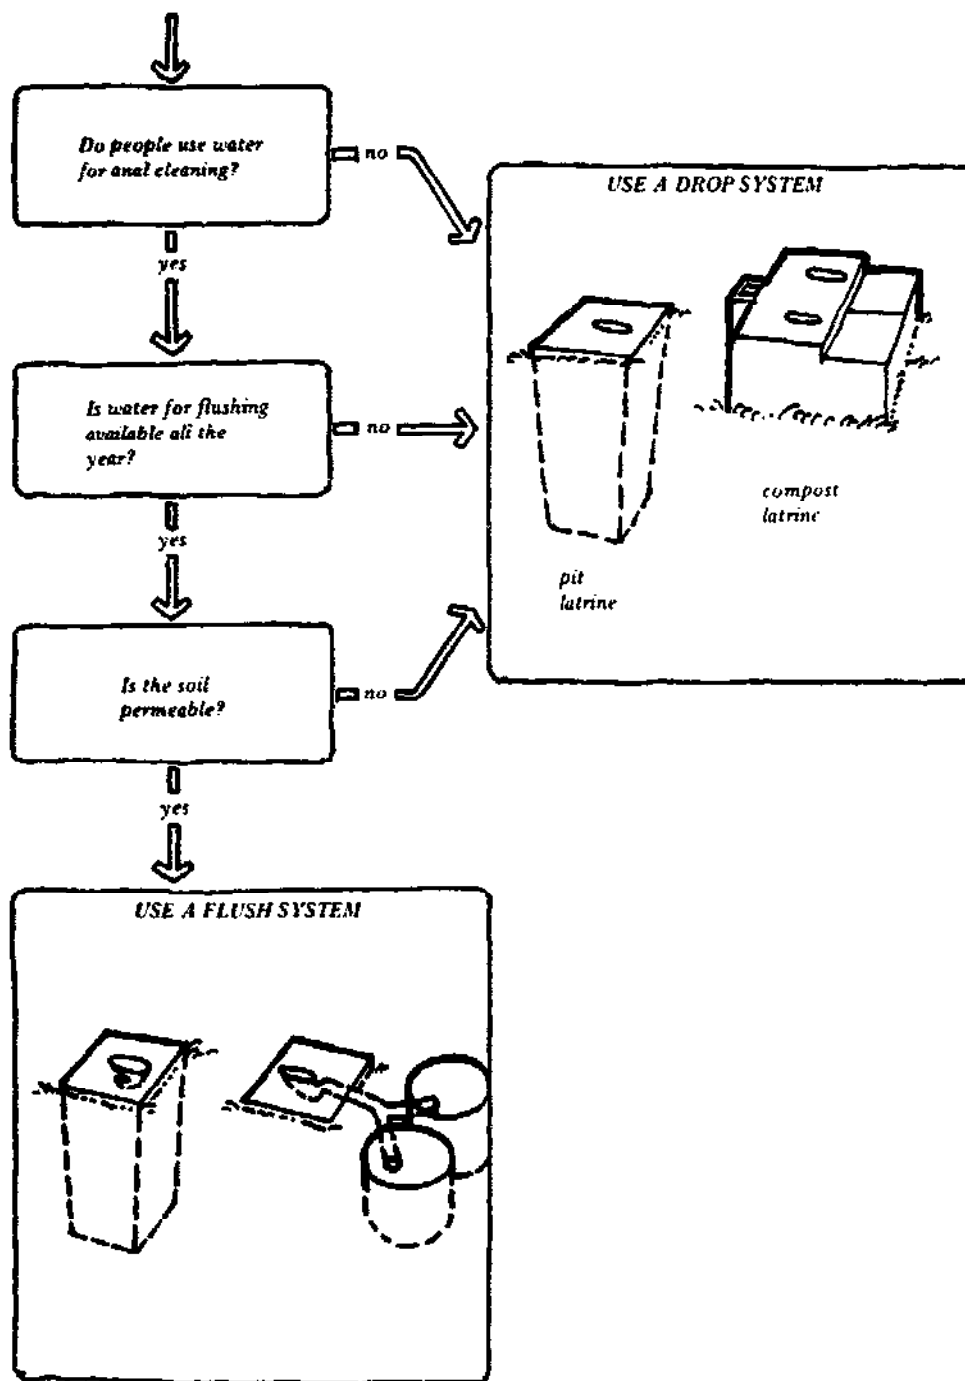 Do people use water
for anal cleaning?
no
yes
USE A DROP SYSTEM
Is water for flushing
available all the
year?
no
yes
pit
latrine
compost
latrine
Is the soil
permeable?
no
yes
USE A FLUSH SYSTEM